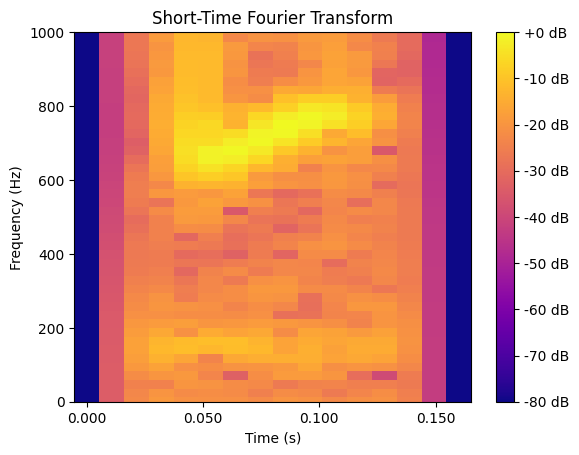 Short-Time Fourier Transform
Frequency (Hz)
1000
800
600
400
200
0
0.000
0.050
0.100
0.150
Time (s)
+0 dB
-10 dB
-20 dB
-30 dB
-40 dB
-50 dB
-60 dB
-70 dB
-80 dB